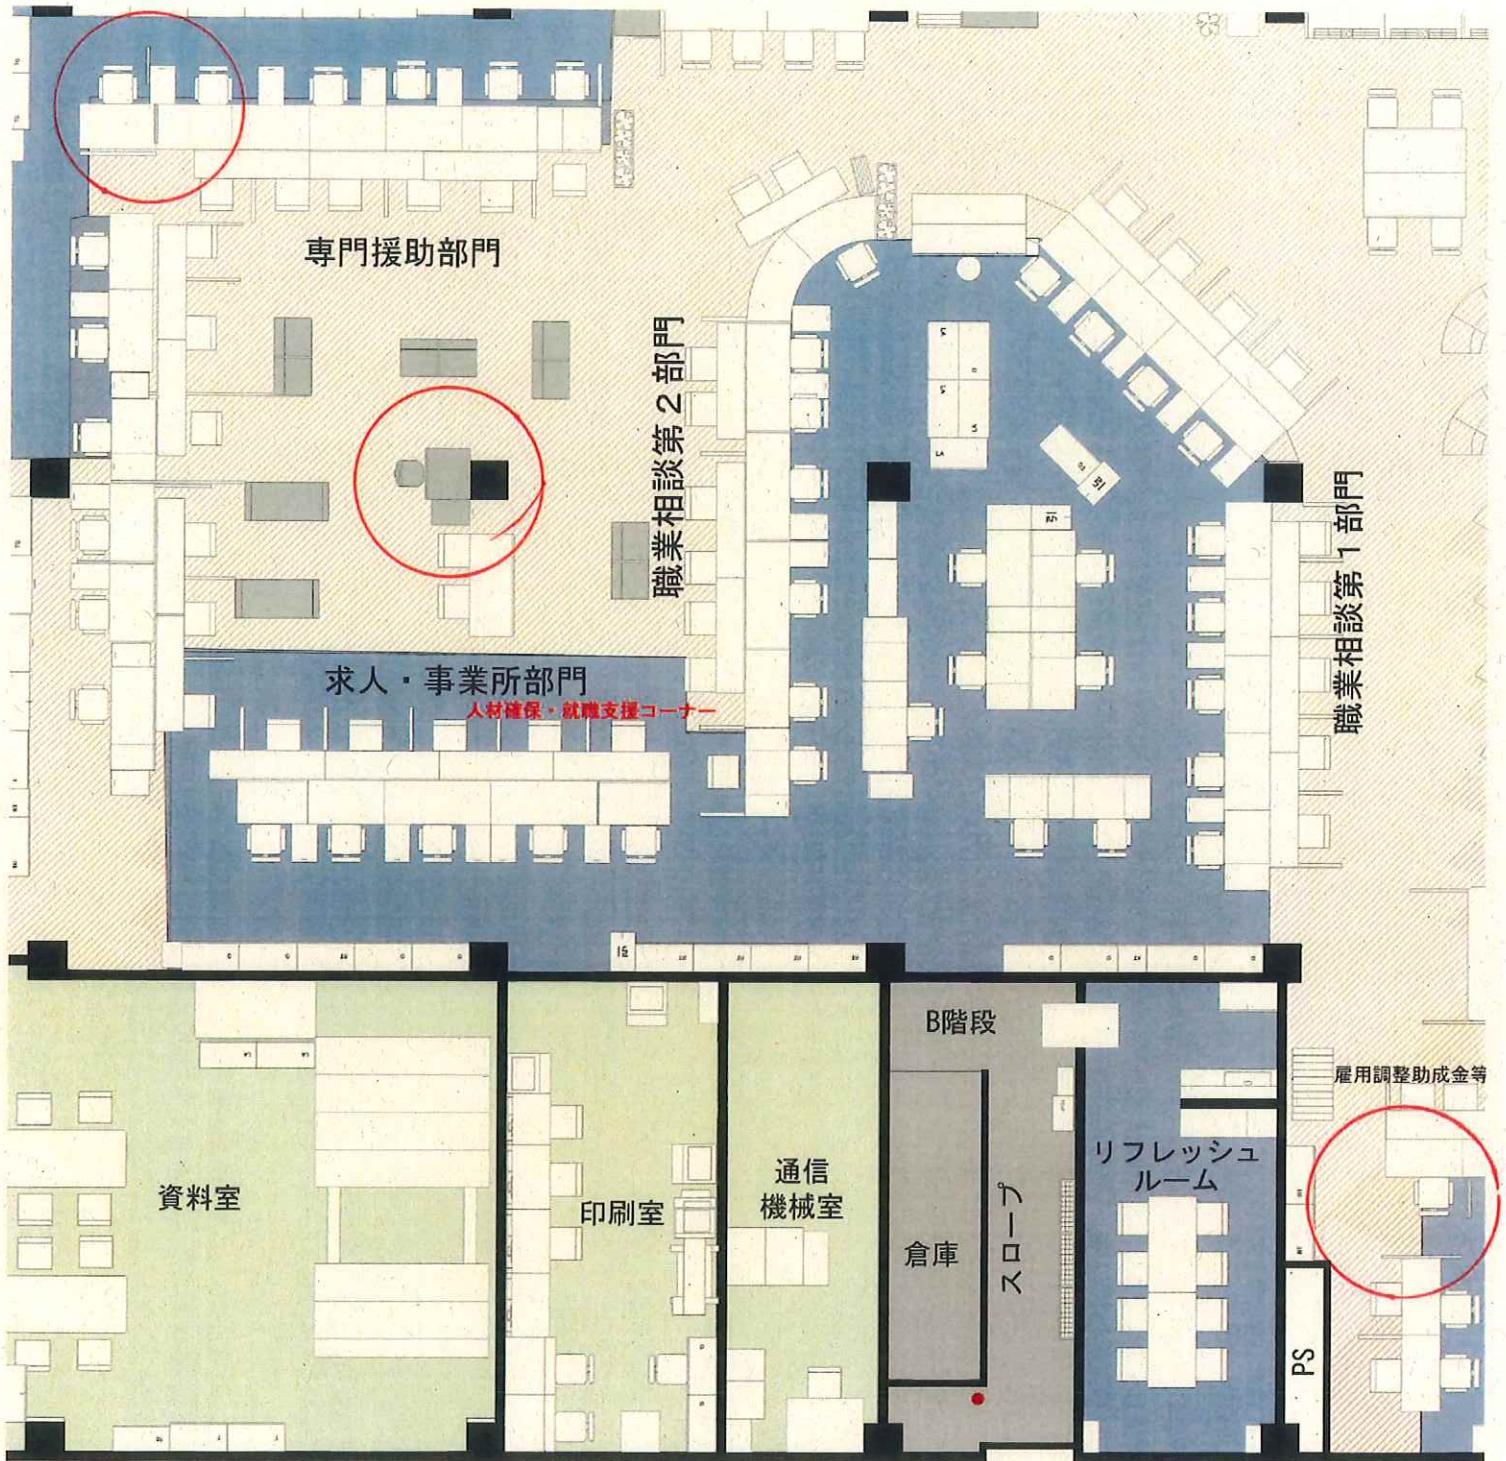 専門援助部門
職業相談第2部門
職業相談第1部門
求人・事業所部門
人材確保・就職支援コーナー
B階段
雇用調整助成金等
資料室
印刷室
通信
機械室
倉庫
スロープ
リフレッシュ
ルーム
PS